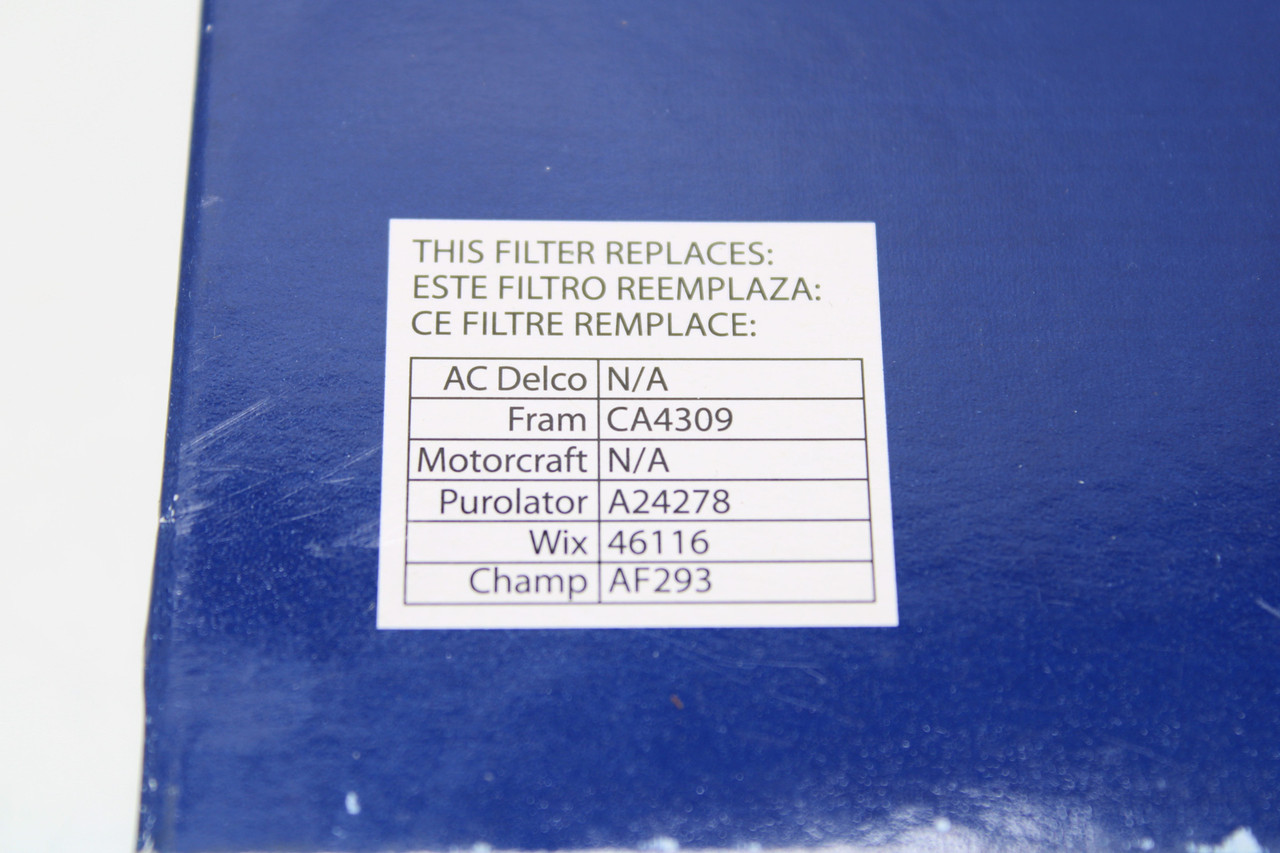 THIS FILTER REPLACES:
ESTE FILTRO REEMPLAZA:
CE FILTRE REMPLACE:
AC Delco N/A
Fram CA4309
Motorcraft N/A
Purolator A24278
Wix 46116
Champ AF293